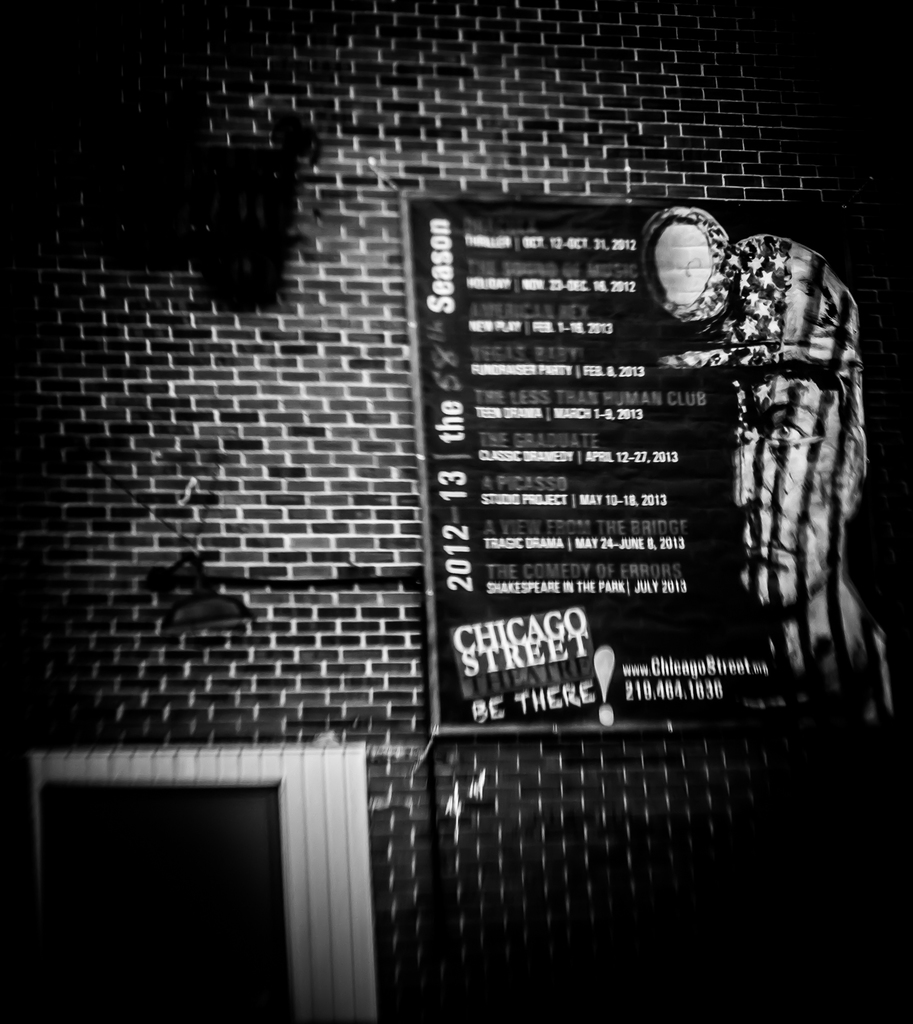 2012-13 | the 58th Season
THRILLER | OCT. 12-OCT. 31, 2012
THE SOUND OF MUSIC
HOLIDAY | NOV. 23-DEC. 16, 2012
AMERICAN REX
NEW PLAY | FEB. 1-16, 2013
VEGAS, BABY!
FUNDRAISER PARTY | FEB. 8, 2013
THE LESS THAN HUMAN CLUB
TEEN DRAMA | MARCH 1-9, 2013
THE GRADUATE
CLASSIC DRAMEDY | APRIL 12-27, 2013
A PICASSO
STUDIO PROJECT | MAY 10-18, 2013
A VIEW FROM THE BRIDGE
TRAGIC DRAMA | MAY 24-JUNE 8, 2013
THE COMEDY OF ERRORS
SHAKESPEARE IN THE PARK | JULY 2013
CHICAGO
STREET
THEATRE
BE THERE!
www.ChicagoStreet.org
219.464.1636